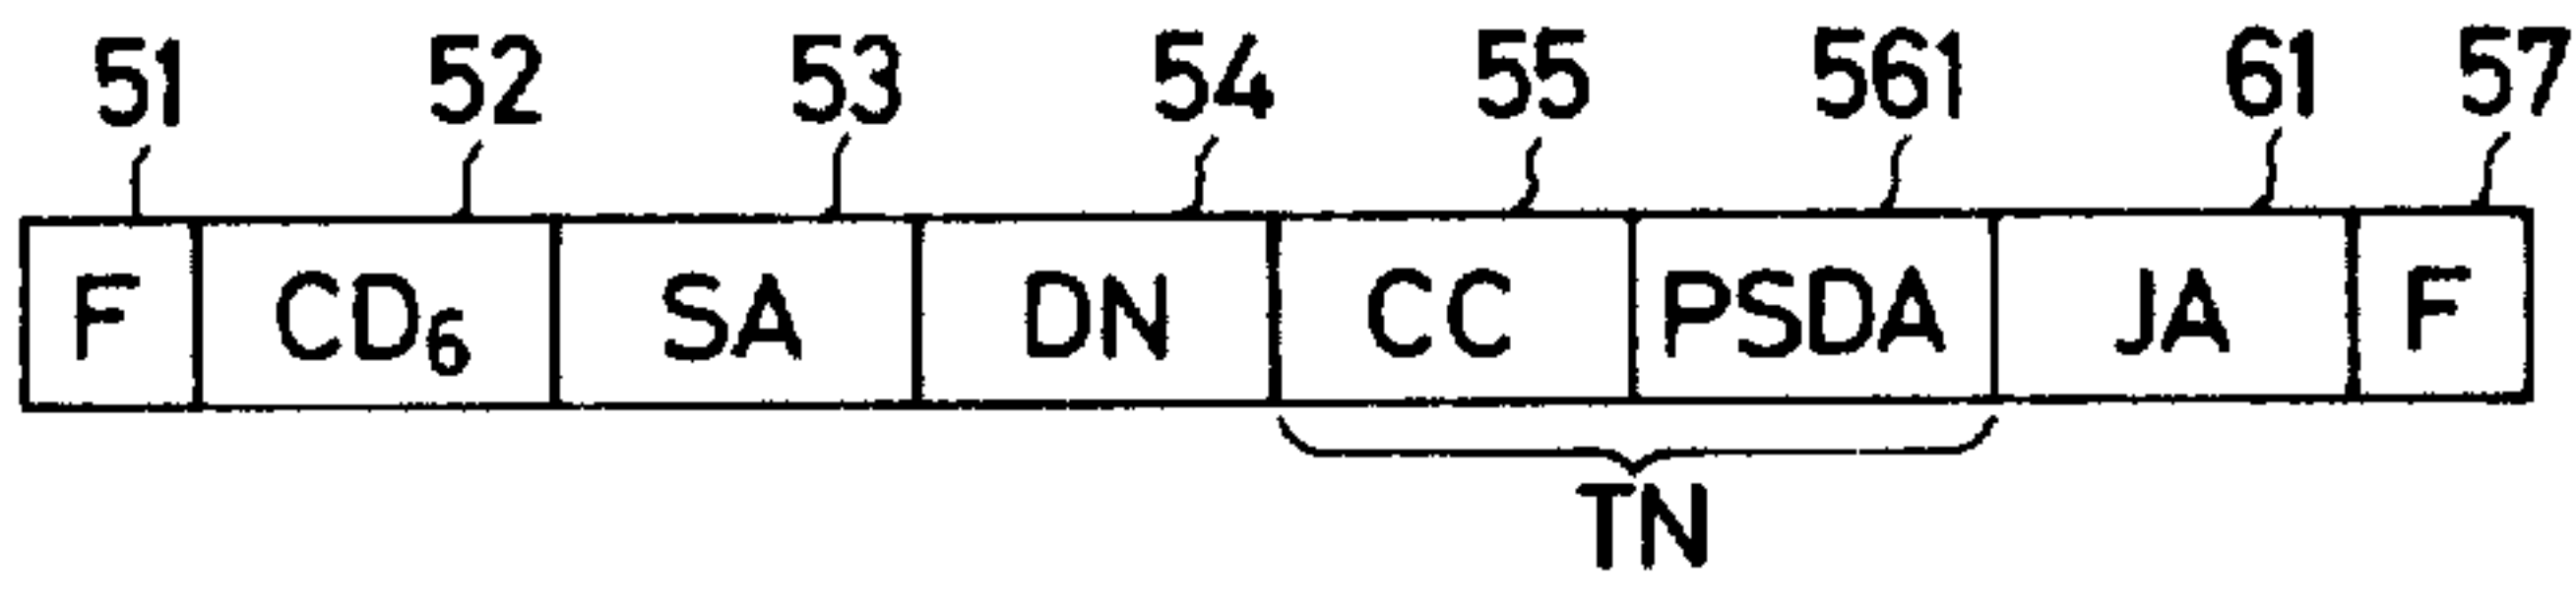 51 52 53 54 55 561 61 57
F CD₆ SA DN CC PSDA JA F
TN